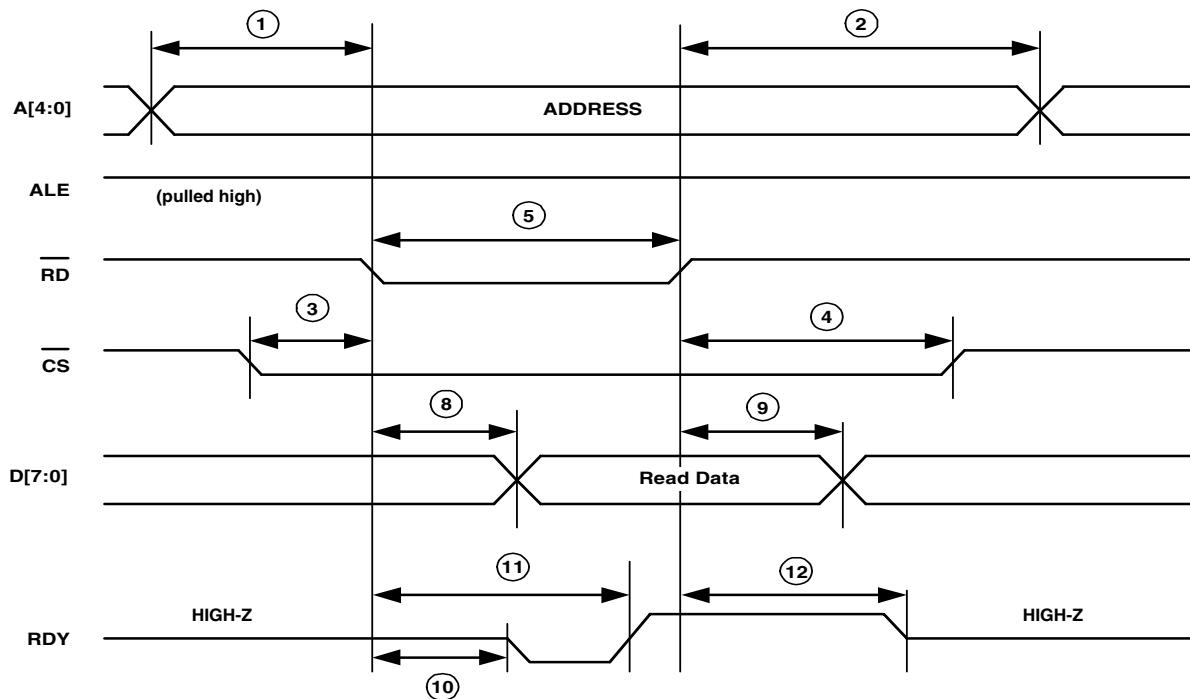 1
2
A[4:0]
ADDRESS
ALE
(pulled high)
5
RD
3
4
CS
8
9
D[7:0]
Read Data
11
12
HIGH-Z
HIGH-Z
RDY
10